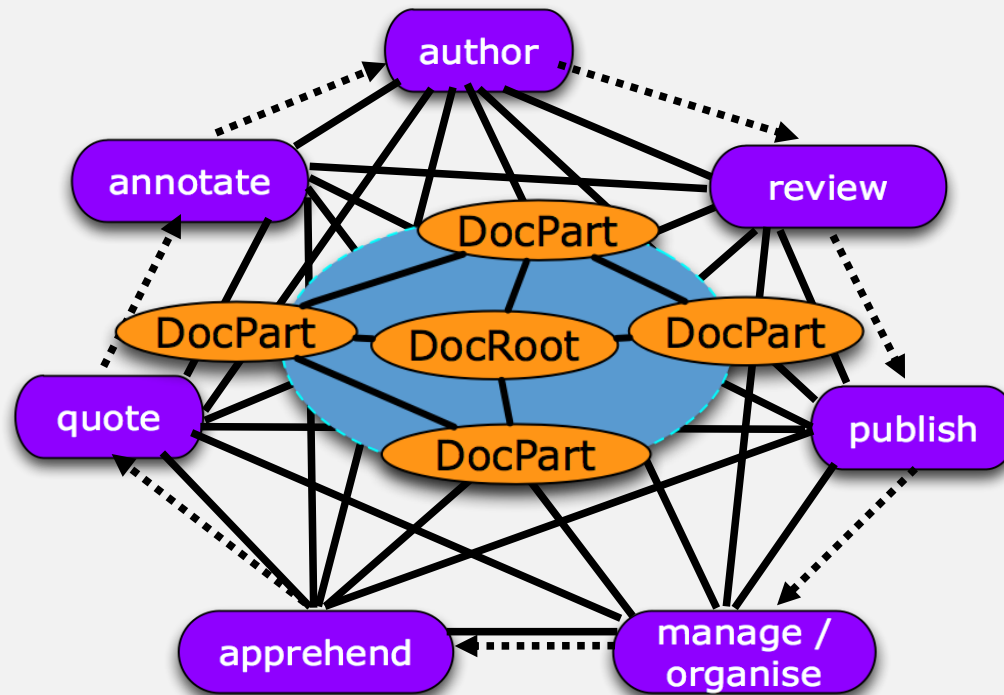 author
annotate
review
DocPart
DocPart
DocRoot
DocPart
quote
publish
DocPart
apprehend
manage /
organise